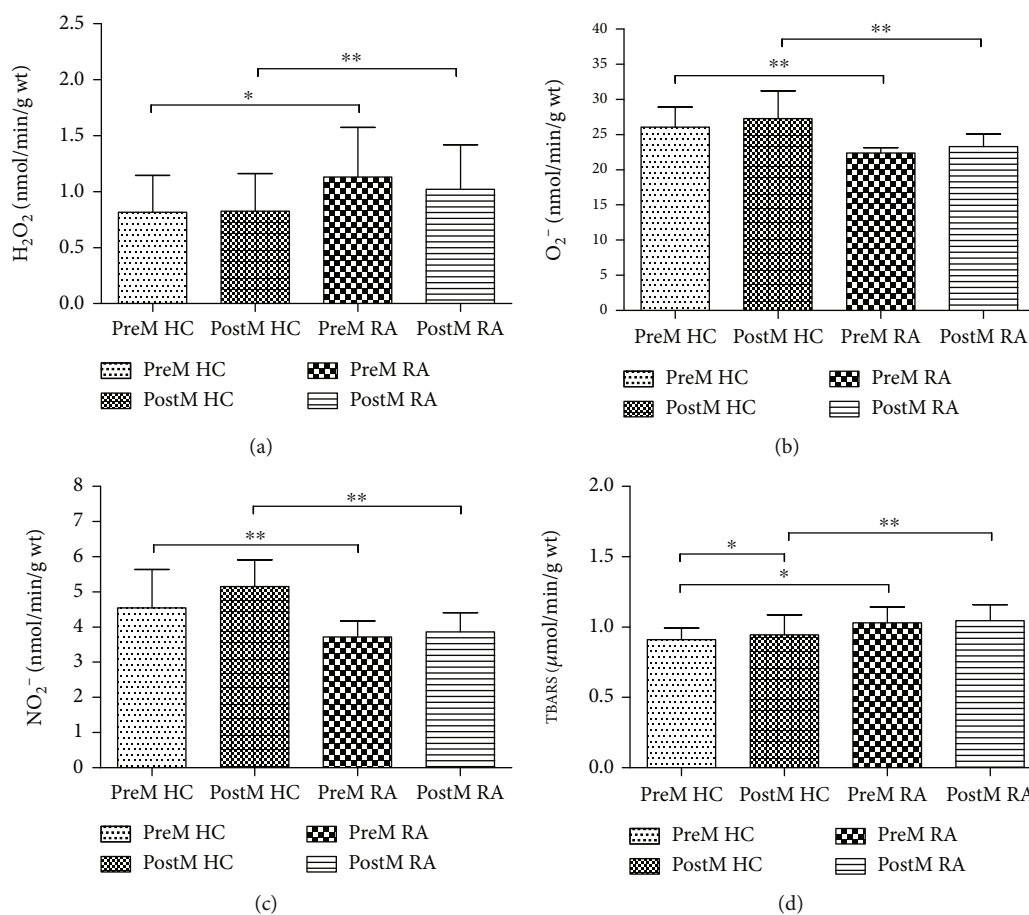 H₂O₂ (nmol/min/g wt)
2.5
2.0
1.5
1.0
0.5
0.0
**
*
PreM HC PostM HC PreM RA PostM RA
PreM HC PreM RA
PostM HC PostM RA
(a)
O₂⁻ (nmol/min/g wt)
40
35
30
25
20
15
10
5
0
**
**
PreM HC PostM HC PreM RA PostM RA
PreM HC PreM RA
PostM HC PostM RA
(b)
NO₂⁻ (nmol/min/g wt)
8
7
6
5
4
3
2
1
0
**
**
PreM HC PostM HC PreM RA PostM RA
PreM HC PreM RA
PostM HC PostM RA
(c)
TBARS (μmol/min/g wt)
2.0
1.5
1.0
0.5
0.0
**
*
*
PreM HC PostM HC PreM RA PostM RA
PreM HC PreM RA
PostM HC PostM RA
(d)